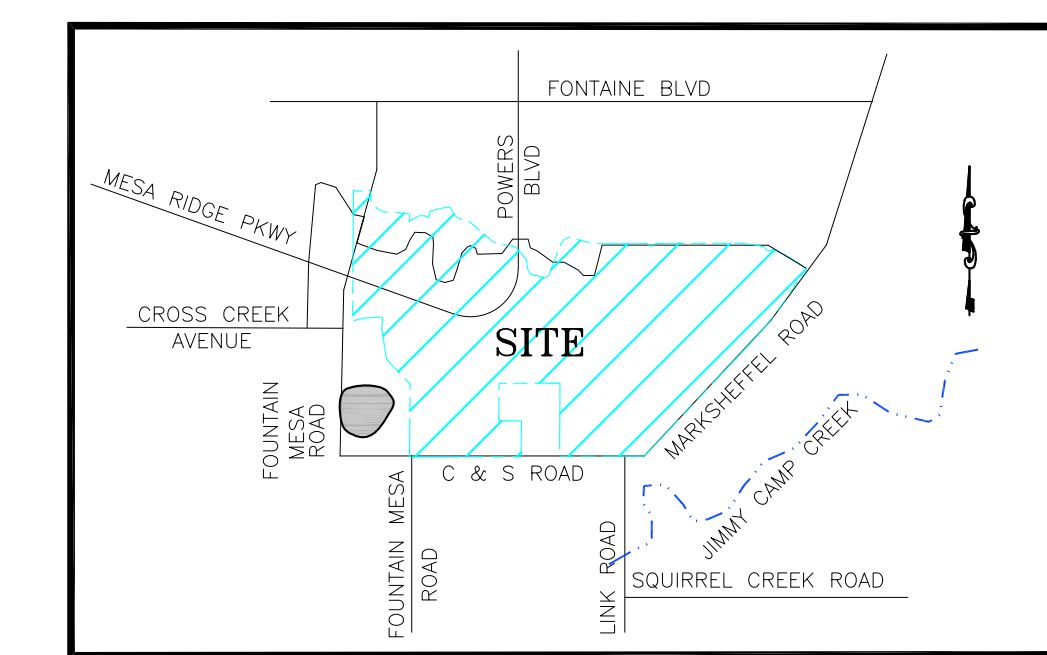 FONTAINE BLVD
POWERS
BLVD
MESA RIDGE PKWY
CROSS CREEK
AVENUE
SITE
MARKSHEFFEL ROAD
FOUNTAIN
MESA
ROAD
C & S ROAD
JIMMY CAMP CREEK
FOUNTAIN MESA
ROAD
LINK ROAD
SQUIRREL CREEK ROAD